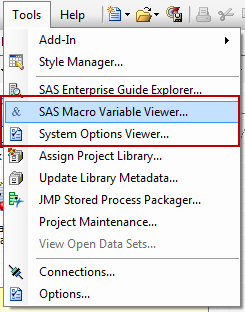 Tools Help
Add-In
Style Manager...
SAS Enterprise Guide Explorer...
& SAS Macro Variable Viewer...
System Options Viewer...
Assign Project Library...
Update Library Metadata...
JMP Stored Process Packager...
Project Maintenance...
View Open Data Sets...
Connections...
Options...